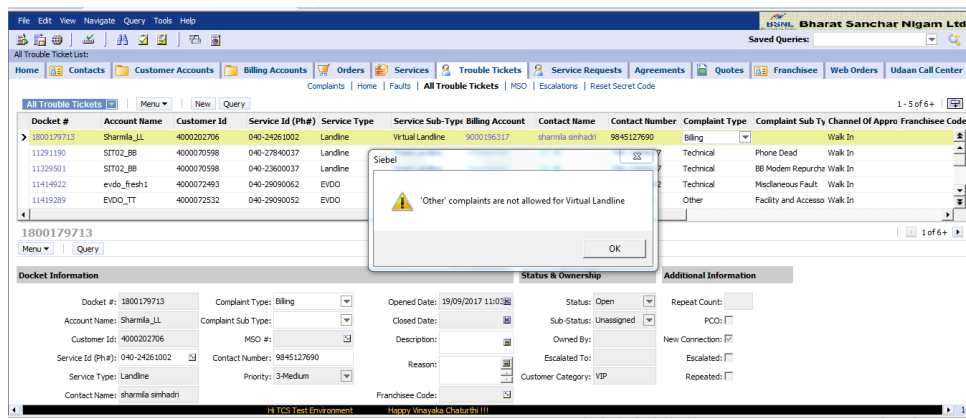 File Edit View Navigate Query Tools Help
BSNL Bharat Sanchar Nigam Ltd
Saved Queries:
All Trouble Ticket List:
Home Contacts Customer Accounts Billing Accounts Orders Services Trouble Tickets Service Requests Agreements Quotes Franchisee Web Orders Udaan Call Center
Complaints | Home | Faults | All Trouble Tickets | MSO | Escalations | Reset Secret Code
All Trouble Tickets Menu New Query 1 - 5 of 6+
Docket # Account Name Customer Id Service Id (Ph#) Service Type Service Sub-Type Billing Account Contact Name Contact Number Complaint Type Complaint Sub Ty Channel Of Appro Franchisee Code
1800179713 Sharmila_LL 4000202706 040-24261002 Landline Virtual Landline 9000196317 sharmila simhadri 9845127690 Billing Walk In
11291190 SIT02_BB 4000070598 040-27840037 Landline 7 Technical Phone Dead Walk In
11329501 SIT02_BB 4000070598 040-23600037 Landline 7 Technical BB Modem Repurcha Walk In
11414922 evdo_fresh1 4000072493 040-29090062 EVDO 2 Technical Miscllaneous Fault Walk In
11419289 EVDO_TT 4000072532 040-29090052 EVDO Other Facility and Accesso Walk In
Siebel
'Other' complaints are not allowed for Virtual Landline
OK
1800179713 1 of 6+
Menu Query
Docket Information Status & Ownership Additional Information
Docket #: 1800179713 Complaint Type: Billing Opened Date: 19/09/2017 11:03 Status: Open Repeat Count:
Account Name: Sharmila_LL Complaint Sub Type: Closed Date: Sub-Status: Unassigned PCO:
Customer Id: 4000202706 MSO #: Description: Owned By: New Connection:
Service Id (Ph#): 040-24261002 Contact Number: 9845127690 Reason: Escalated To: Escalated:
Service Type: Landline Priority: 3-Medium Customer Category: VIP Repeated:
Contact Name: sharmila simhadri Franchisee Code:
Hi TCS Test Environment Happy Vinayaka Chaturthi !!!